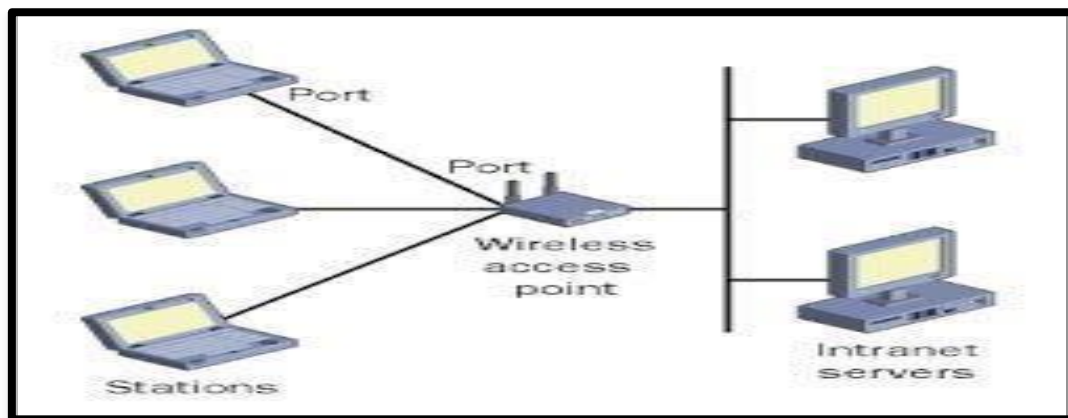 Port
Port
Wireless
access
point
Stations
Intranet
servers